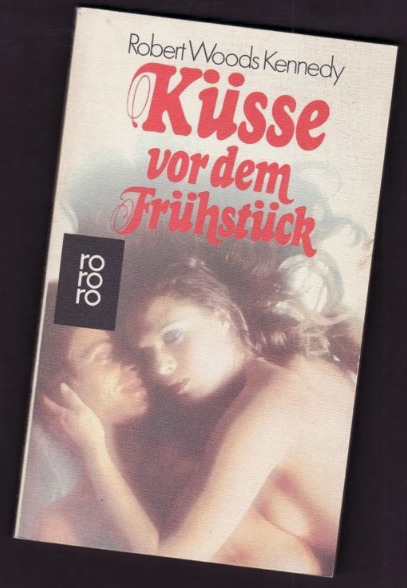 Robert Woods Kennedy
Küsse
vor dem
Frühstück
ro
ro
ro